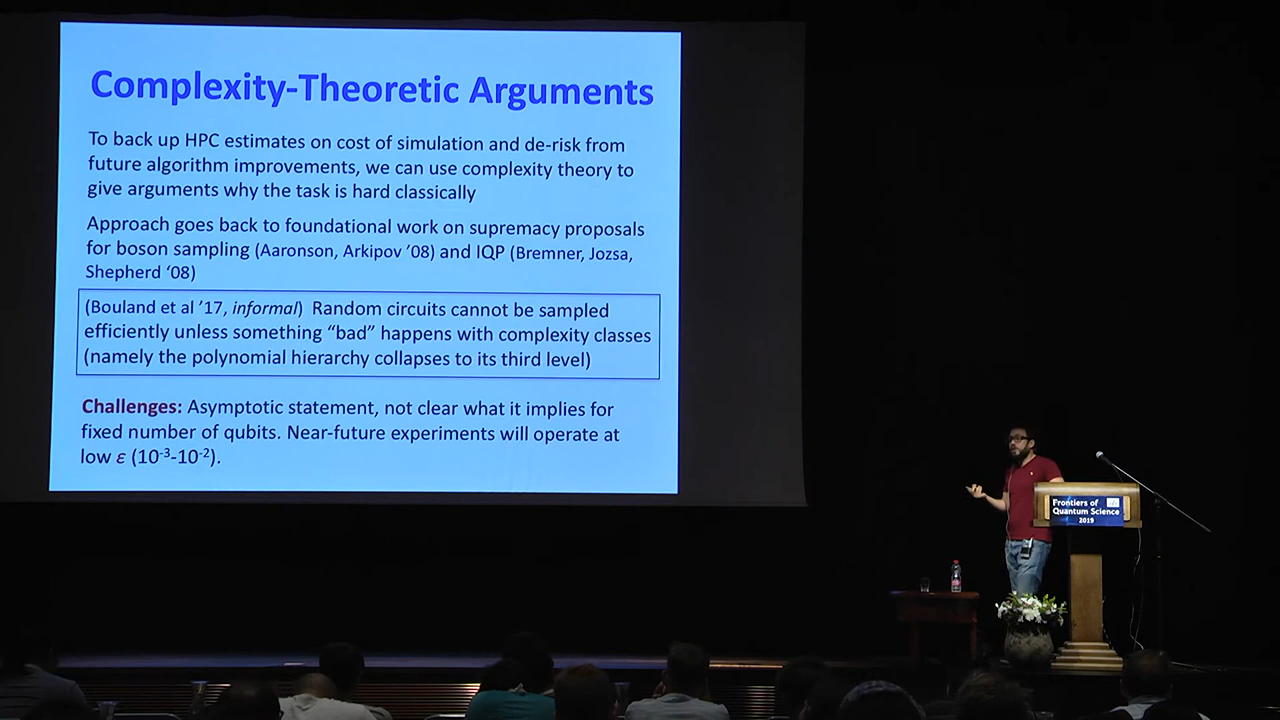 Complexity-Theoretic Arguments
To back up HPC estimates on cost of simulation and de-risk from
future algorithm improvements, we can use complexity theory to
give arguments why the task is hard classically
Approach goes back to foundational work on supremacy proposals
for boson sampling (Aaronson, Arkipov ’08) and IQP (Bremner, Jozsa,
Shepherd ‘08)
(Bouland et al ’17, informal) Random circuits cannot be sampled
efficiently unless something “bad” happens with complexity classes
(namely the polynomial hierarchy collapses to its third level)
Challenges: Asymptotic statement, not clear what it implies for
fixed number of qubits. Near-future experiments will operate at
low ε (10⁻³-10⁻²).
Frontiers of
Quantum Science
2019